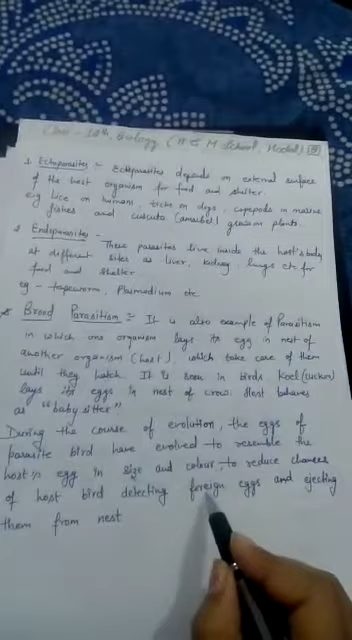 Class - 12th, Biology (H E M School, Model) 9
1. Ectoparasites :- Ectoparasites depends on external surface
of the host organism for food and shelter.
eg Lice on humans, ticks on dogs, copepods in marine
fishes and cuscuta (Amarbel) green plants.
2. Endoparasites -
These parasites live inside the host's body
at different sites as liver, kidney, lungs etc for
food and shelter
eg - tapeworm, Plasmodium etc.
Brood Parasitism :- It is also example of Parasitism
in which one organism lays its egg in nest of
another organism (host), which take care of them
until they hatch. It is seen in birds Koel (cuckoo)
lays its eggs in nest of crow. Host behaves
as "baby sitter"
During the course of evolution, the eggs of
parasite bird have evolved to resemble the
host's egg in size and colour, to reduce chances
of host bird detecting foreign eggs and ejecting
them from nest